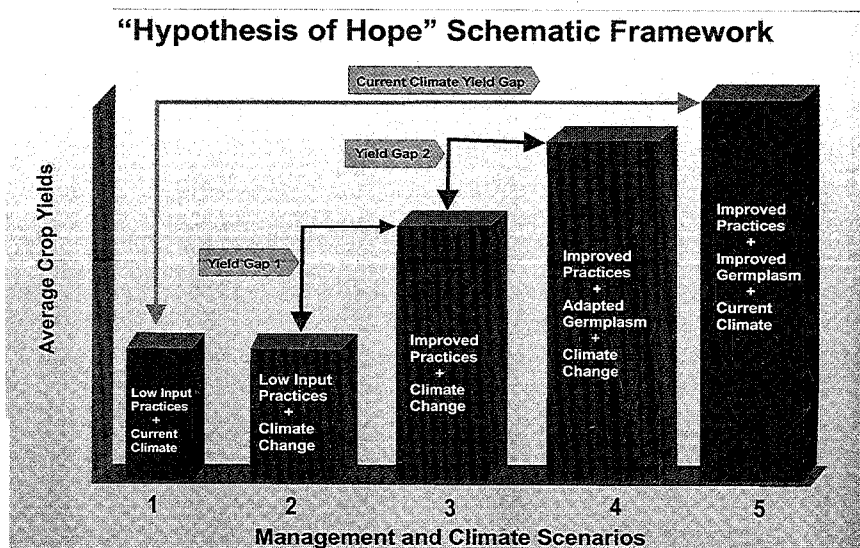 “Hypothesis of Hope” Schematic Framework
Current Climate Yield Gap
Yield Gap 2
Yield Gap 1
Average Crop Yields
Low Input
Practices
+
Current
Climate
Low Input
Practices
+
Climate
Change
Improved
Practices
+
Climate
Change
Improved
Practices
+
Adapted
Germplasm
+
Climate
Change
Improved
Practices
+
Improved
Germplasm
+
Current
Climate
1 2 3 4 5
Management and Climate Scenarios